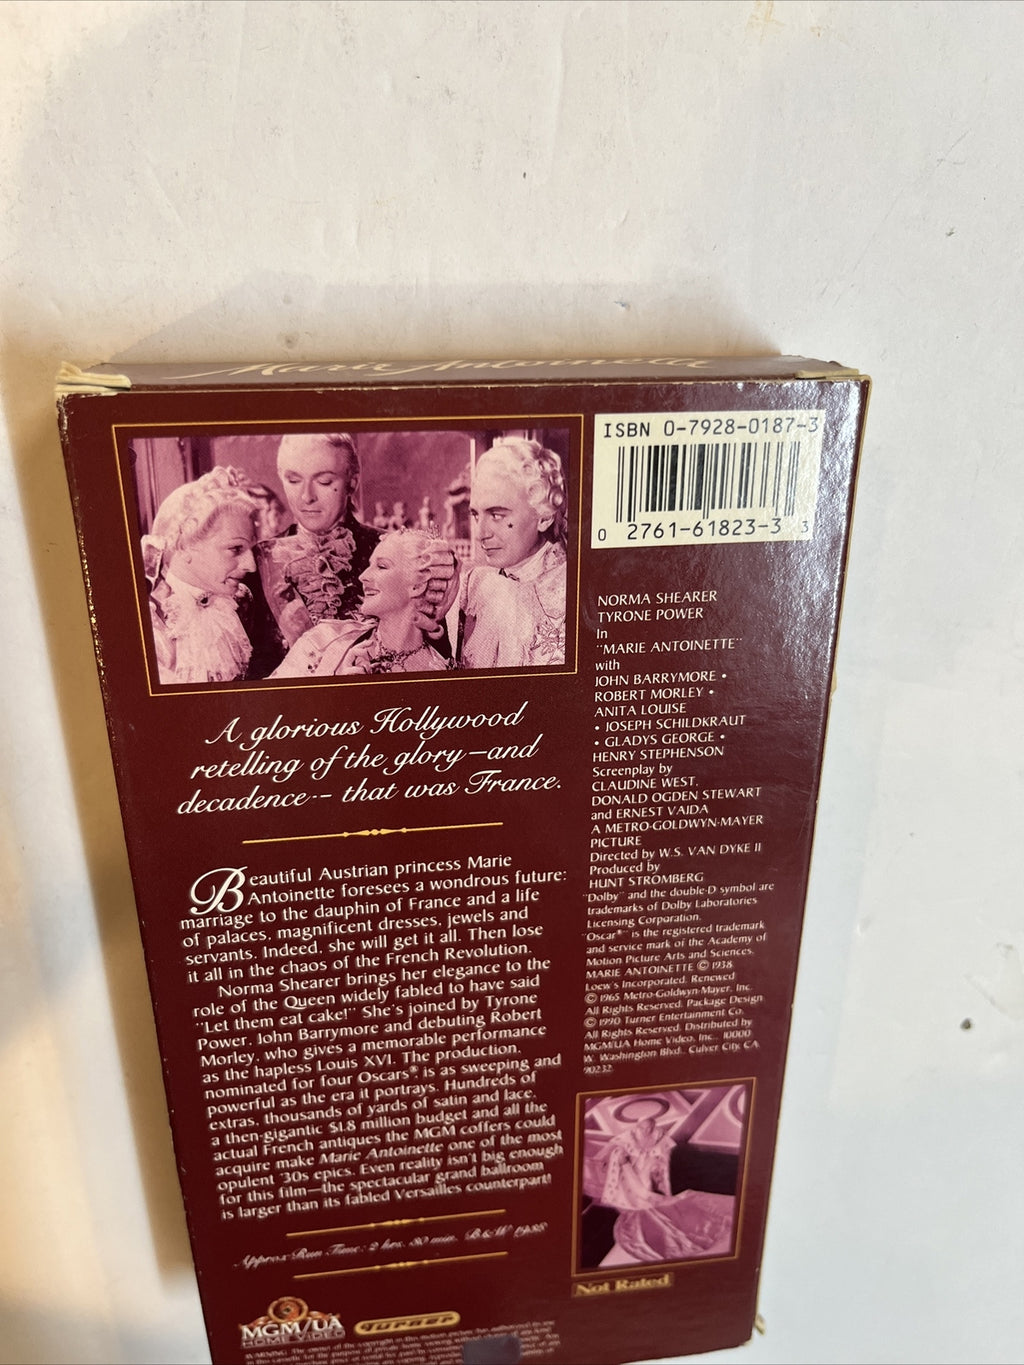 Marie Antoinette
ISBN 0-7928-0187-3
0 2761-61823-3 3
A glorious Hollywood
retelling of the glory—and
decadence-- that was France.
Beautiful Austrian princess Marie
Antoinette foresees a wondrous future:
marriage to the dauphin of France and a life
of palaces, magnificent dresses, jewels and
servants. Indeed, she will get it all. Then lose
it all in the chaos of the French Revolution.
Norma Shearer brings her elegance to the
role of the Queen widely fabled to have said
"Let them eat cake!" She's joined by Tyrone
Power, John Barrymore and debuting Robert
Morley, who gives a memorable performance
as the hapless Louis XVI. The production,
nominated for four Oscars®, is as sweeping and
powerful as the era it portrays. Hundreds of
extras, thousands of yards of satin and lace,
a then-gigantic $1.8 million budget and all the
actual French antiques the MGM coffers could
acquire make Marie Antoinette one of the most
opulent '30s epics. Even reality isn't big enough
for this film—the spectacular grand ballroom
is larger than its fabled Versailles counterpart!
Approx Run Time: 2 hrs. 30 min. B&W 1938
MGM/UA
HOME VIDEO
TURNER
NORMA SHEARER
TYRONE POWER
In
"MARIE ANTOINETTE"
with
JOHN BARRYMORE •
ROBERT MORLEY •
ANITA LOUISE
• JOSEPH SCHILDKRAUT
• GLADYS GEORGE •
HENRY STEPHENSON
Screenplay by
CLAUDINE WEST,
DONALD OGDEN STEWART
and ERNEST VAJDA
A METRO-GOLDWYN-MAYER
PICTURE
Directed by W.S. VAN DYKE II
Produced by
HUNT STROMBERG
"Dolby" and the double-D symbol are
trademarks of Dolby Laboratories
Licensing Corporation.
"Oscar®" is the registered trademark
and service mark of the Academy of
Motion Picture Arts and Sciences.
MARIE ANTOINETTE © 1938
Loew's Incorporated. Renewed
© 1965 Metro-Goldwyn-Mayer, Inc.
All Rights Reserved. Package Design
© 1990 Turner Entertainment Co.
All Rights Reserved. Distributed by
MGM/UA Home Video, Inc., 10000
W. Washington Blvd., Culver City, CA
90232.
Not Rated